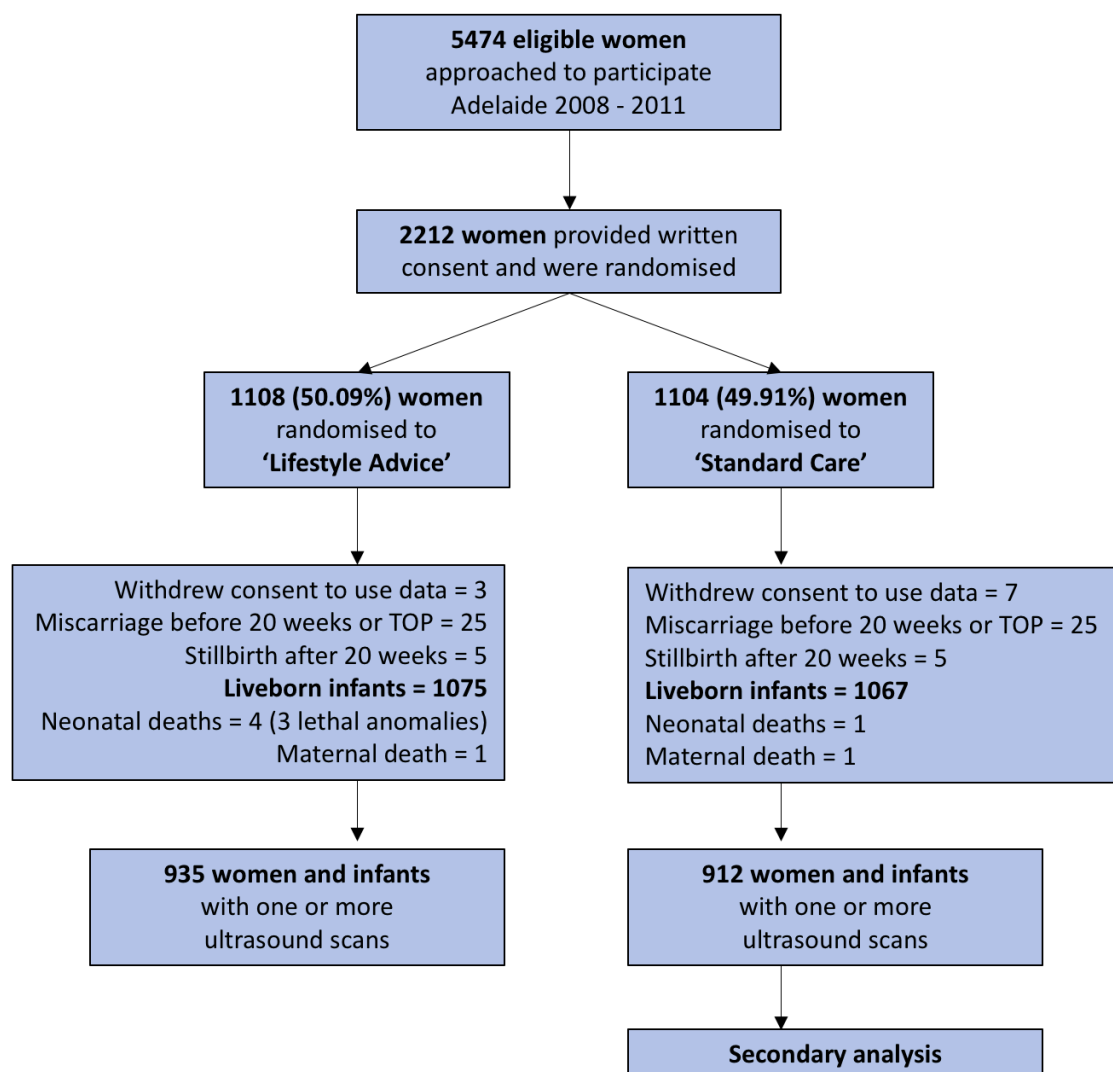 5474 eligible women
approached to participate
Adelaide 2008 - 2011
2212 women provided written
consent and were randomised
1108 (50.09%) women
randomised to
‘Lifestyle Advice’
1104 (49.91%) women
randomised to
‘Standard Care’
Withdrew consent to use data = 3
Miscarriage before 20 weeks or TOP = 25
Stillbirth after 20 weeks = 5
Liveborn infants = 1075
Neonatal deaths = 4 (3 lethal anomalies)
Maternal death = 1
Withdrew consent to use data = 7
Miscarriage before 20 weeks or TOP = 25
Stillbirth after 20 weeks = 5
Liveborn infants = 1067
Neonatal deaths = 1
Maternal death = 1
935 women and infants
with one or more
ultrasound scans
912 women and infants
with one or more
ultrasound scans
Secondary analysis